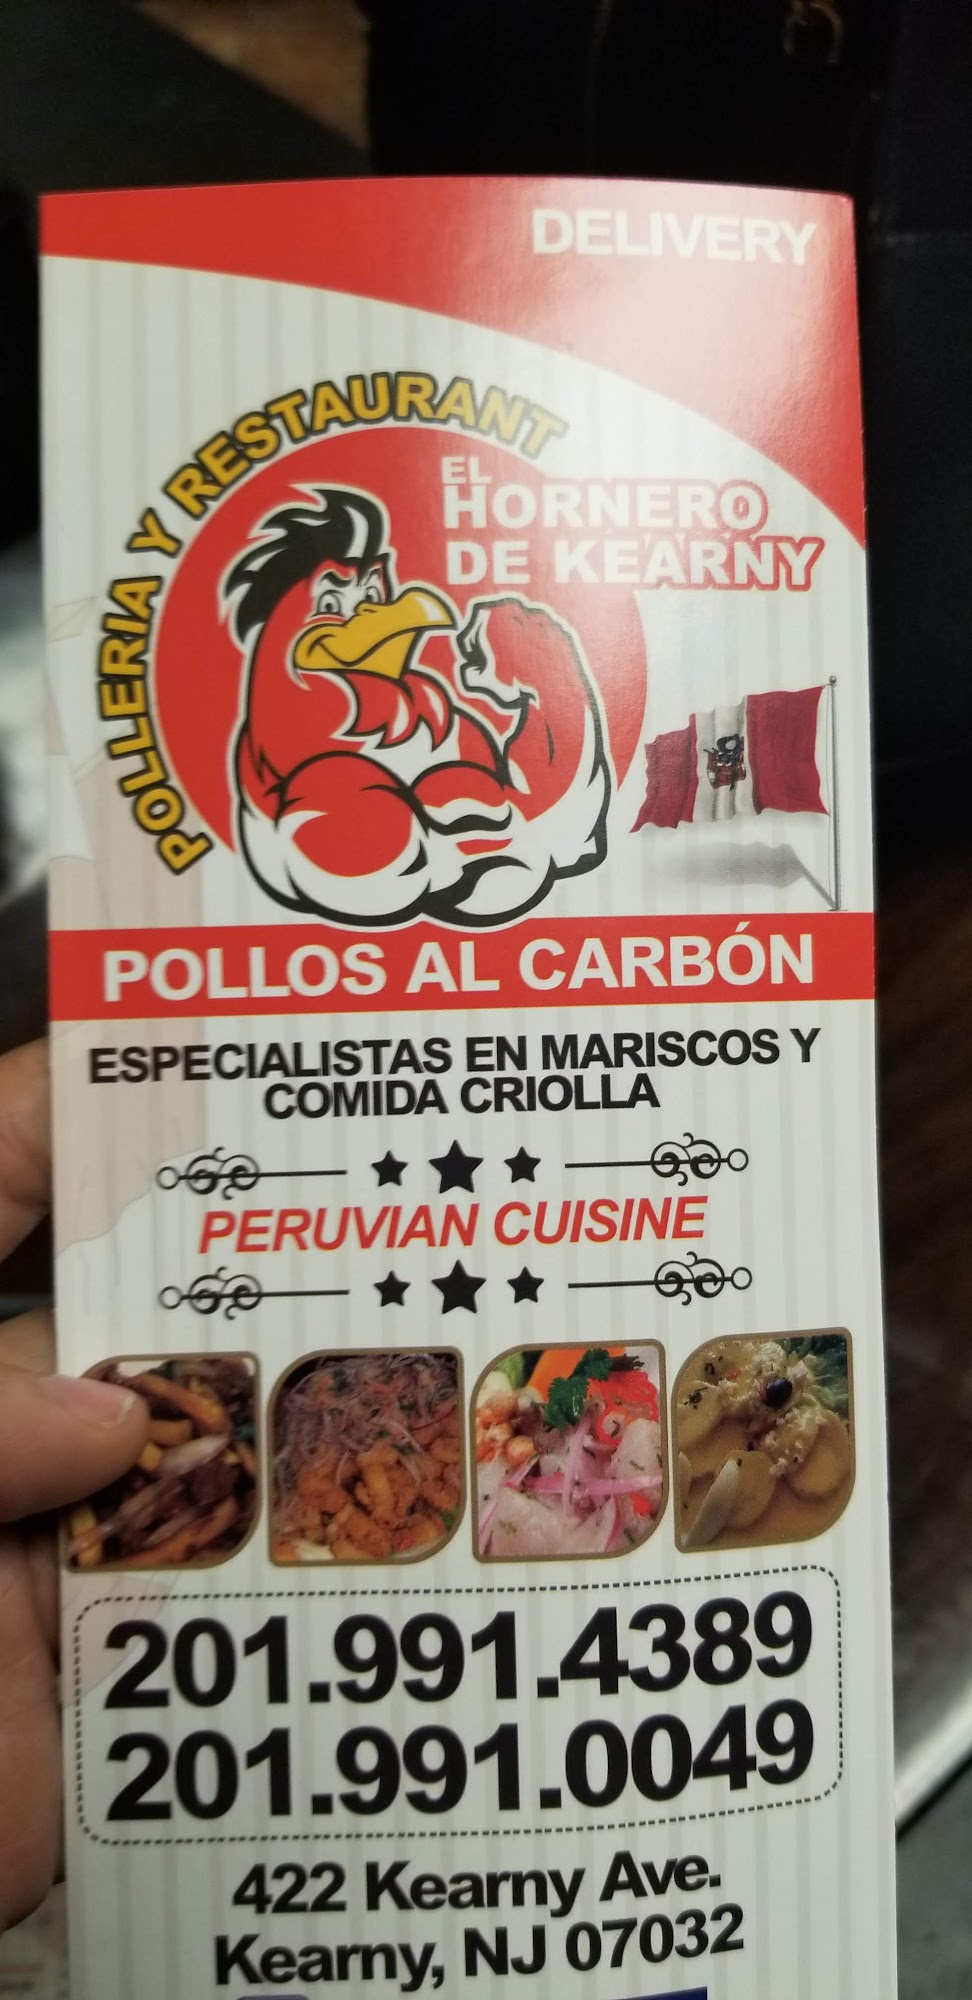 DELIVERY
POLLERIA Y RESTAURANT
EL
HORNERO
DE KEARNY
POLLOS AL CARBÓN
ESPECIALISTAS EN MARISCOS Y
COMIDA CRIOLLA
PERUVIAN CUISINE
201.991.4389
201.991.0049
422 Kearny Ave.
Kearny, NJ 07032